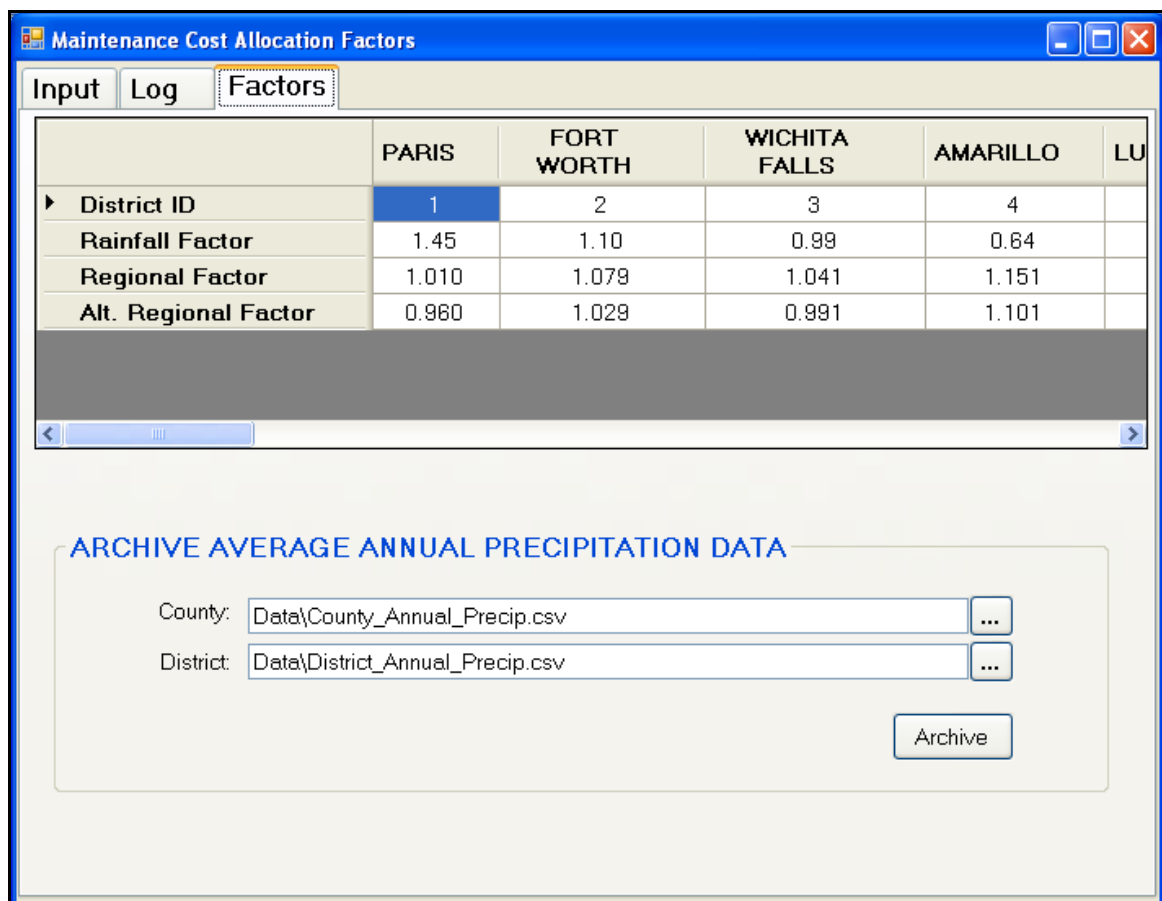 Maintenance Cost Allocation Factors
Input Log Factors
PARIS FORT WORTH WICHITA FALLS AMARILLO LU
District ID 1 2 3 4
Rainfall Factor 1.45 1.10 0.99 0.64
Regional Factor 1.010 1.079 1.041 1.151
Alt. Regional Factor 0.960 1.029 0.991 1.101
ARCHIVE AVERAGE ANNUAL PRECIPITATION DATA
County: Data\County_Annual_Precip.csv ...
District: Data\District_Annual_Precip.csv ...
Archive